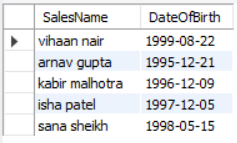 SalesName DateOfBirth
vihaan nair 1999-08-22
arnav gupta 1995-12-21
kabir malhotra 1996-12-09
isha patel 1997-12-05
sana sheikh 1998-05-15